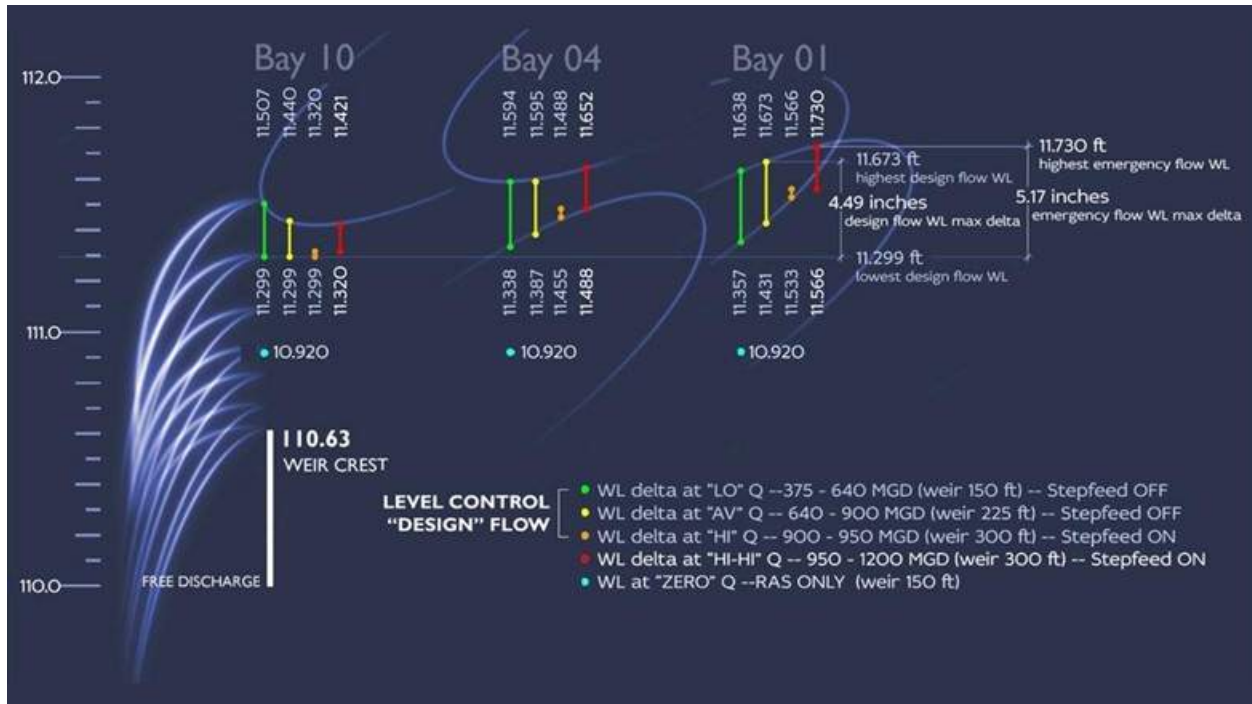 Bay 10 Bay 04 Bay 01
112.0
11.507 11.440 11.320 11.421
11.594 11.595 11.488 11.652
11.638 11.673 11.566 11.730
11.730 ft
highest emergency flow WL
11.673 ft
highest design flow WL
4.49 inches
design flow WL max delta
5.17 inches
emergency flow WL max delta
11.299 ft
lowest design flow WL
11.299 11.299 11.299 11.320
11.338 11.387 11.455 11.488
11.357 11.431 11.533 11.566
111.0
10.920 10.920 10.920
110.63
WEIR CREST
LEVEL CONTROL
“DESIGN” FLOW
WL delta at "LO" Q --375 - 640 MGD (weir 150 ft) -- Stepfeed OFF
WL delta at "AV" Q -- 640 - 900 MGD (weir 225 ft) -- Stepfeed OFF
WL delta at "HI" Q -- 900 - 950 MGD (weir 300 ft) -- Stepfeed ON
WL delta at "HI-HI" Q -- 950 - 1200 MGD (weir 300 ft) -- Stepfeed ON
WL at "ZERO" Q --RAS ONLY (weir 150 ft)
110.0
FREE DISCHARGE